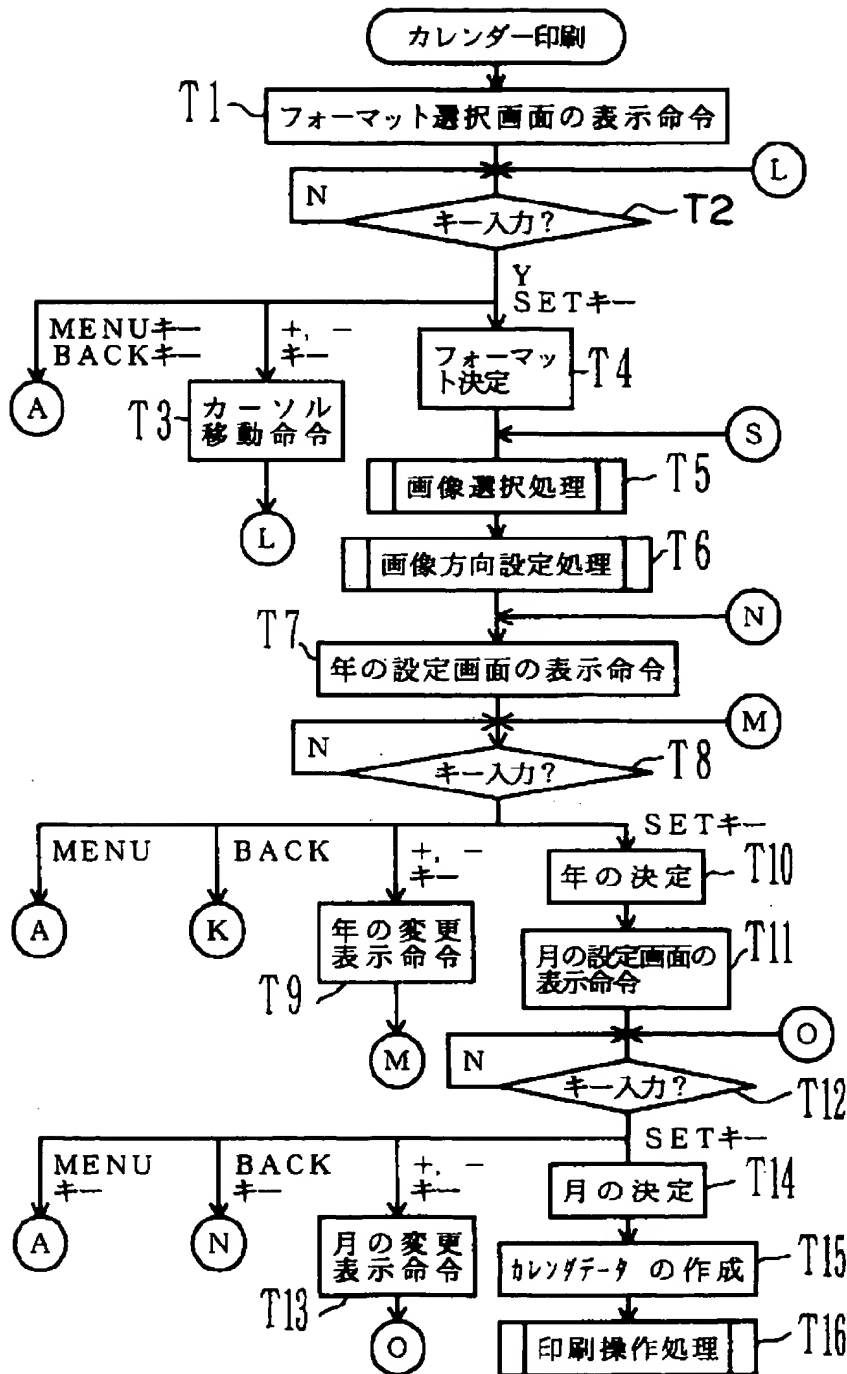 カレンダー印刷
T1
フォーマット選択画面の表示命令
L
N
キー入力?
T2
Y
SETキー
MENUキー
BACKキー
+, -
キー
A
T3
カーソル
移動命令
フォーマッ
ト決定
T4
L
S
画像選択処理
T5
画像方向設定処理
T6
N
T7
年の設定画面の表示命令
M
N
キー入力?
T8
MENU
BACK
+, -
キー
SETキー
A
K
年の変更
表示命令
T9
年の決定
T10
月の設定画面の
表示命令
T11
M
O
N
キー入力?
T12
MENU
キー
BACK
キー
+, -
キー
SETキー
A
N
月の変更
表示命令
T13
月の決定
T14
O
カレンダデータ の作成
T15
印刷操作処理
T16